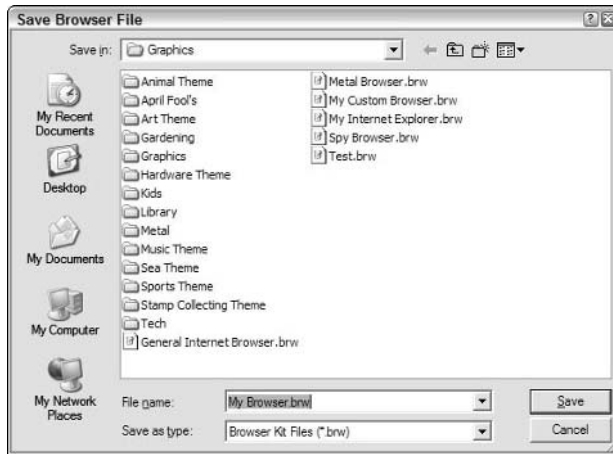 Save Browser File
Save in: Graphics
My Recent
Documents
Desktop
My Documents
My Computer
My Network
Places
Animal Theme
April Fool's
Art Theme
Gardening
Graphics
Hardware Theme
Kids
Library
Metal
Music Theme
Sea Theme
Sports Theme
Stamp Collecting Theme
Tech
General Internet Browser.brw
Metal Browser.brw
My Custom Browser.brw
My Internet Explorer.brw
Spy Browser.brw
Test.brw
File name: My Browser.brw Save
Save as type: Browser Kit Files (*.brw) Cancel